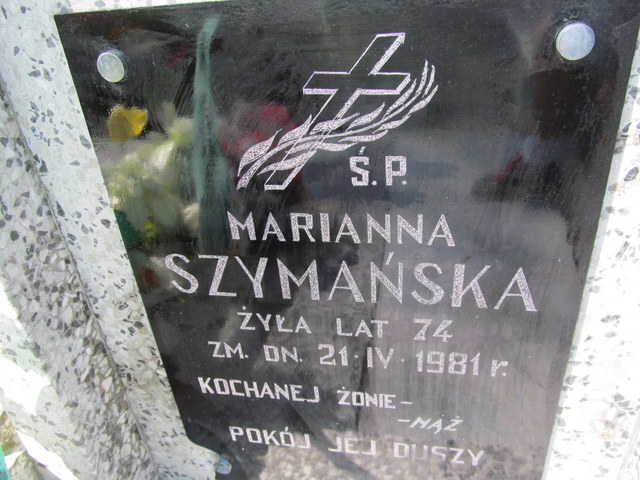 Ś.P.
MARIANNA
SZYMAŃSKA
ŻYŁA LAT 74
ZM. DN. 21·IV·1981 r.
KOCHANEJ ŻONIE –
– MĄŻ
POKÓJ JEJ DUSZY